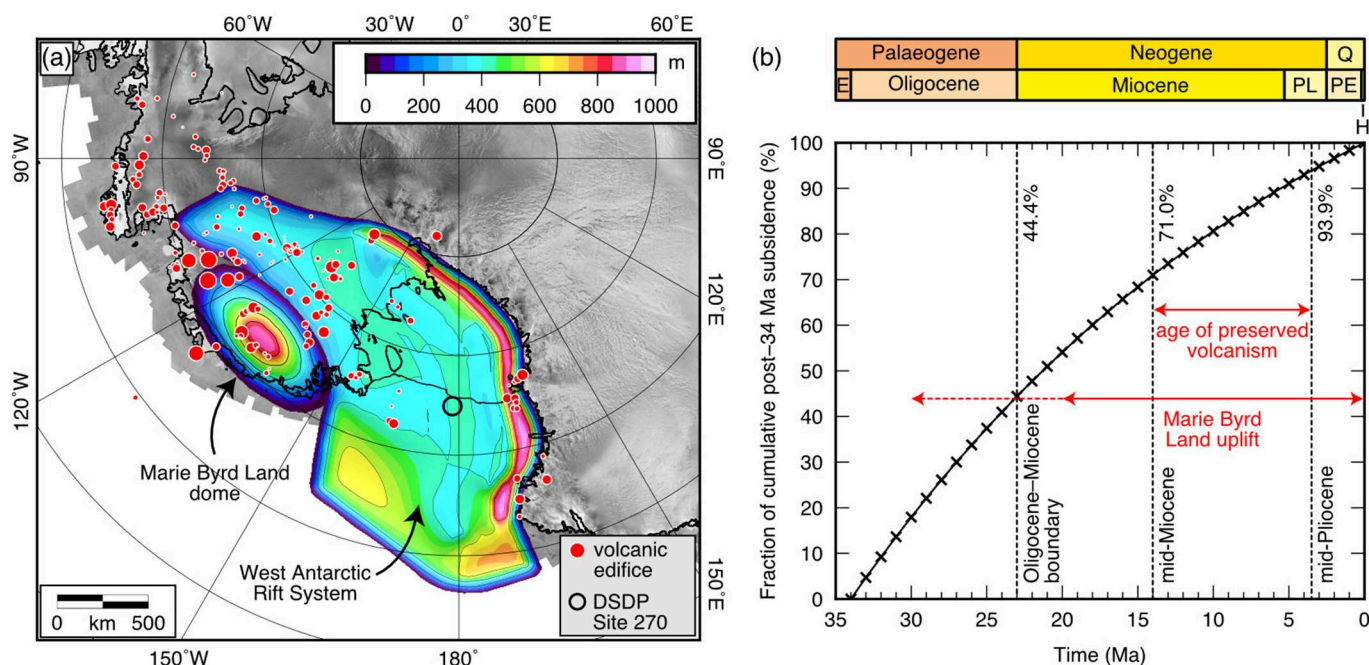 60°W 30°W 0° 30°E 60°E
(a)
m
0 200 400 600 800 1000
90°W
90°E
120°E
120°W
Marie Byrd Land
dome
West Antarctic
Rift System
volcanic
edifice
DSDP
Site 270
0 500
km
150°E
150°W 180°
(b)
Palaeogene Neogene Q
E Oligocene Miocene PL PE
H
Fraction of cumulative post–34 Ma subsidence (%)
100
90
80
70
60
50
40
30
20
10
0
44.4%
71.0%
93.9%
age of preserved
volcanism
Marie Byrd
Land uplift
Oligocene–Miocene
boundary
mid-Miocene
mid-Pliocene
35 30 25 20 15 10 5 0
Time (Ma)